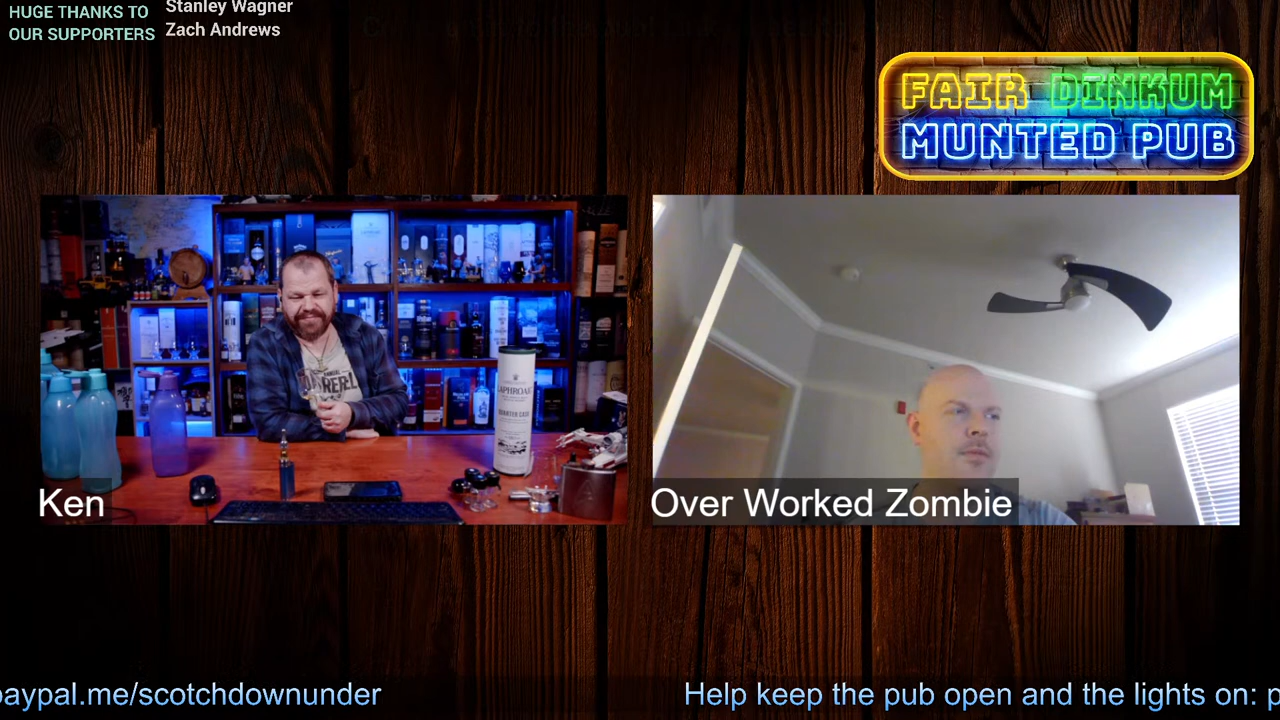 HUGE THANKS TO
OUR SUPPORTERS
Stanley Wagner
Zach Andrews
FAIR DINKUM
MUNTED PUB
LAPHROAIG
QUARTER CASK
Ken
Over Worked Zombie
paypal.me/scotchdownunder
Help keep the pub open and the lights on: p